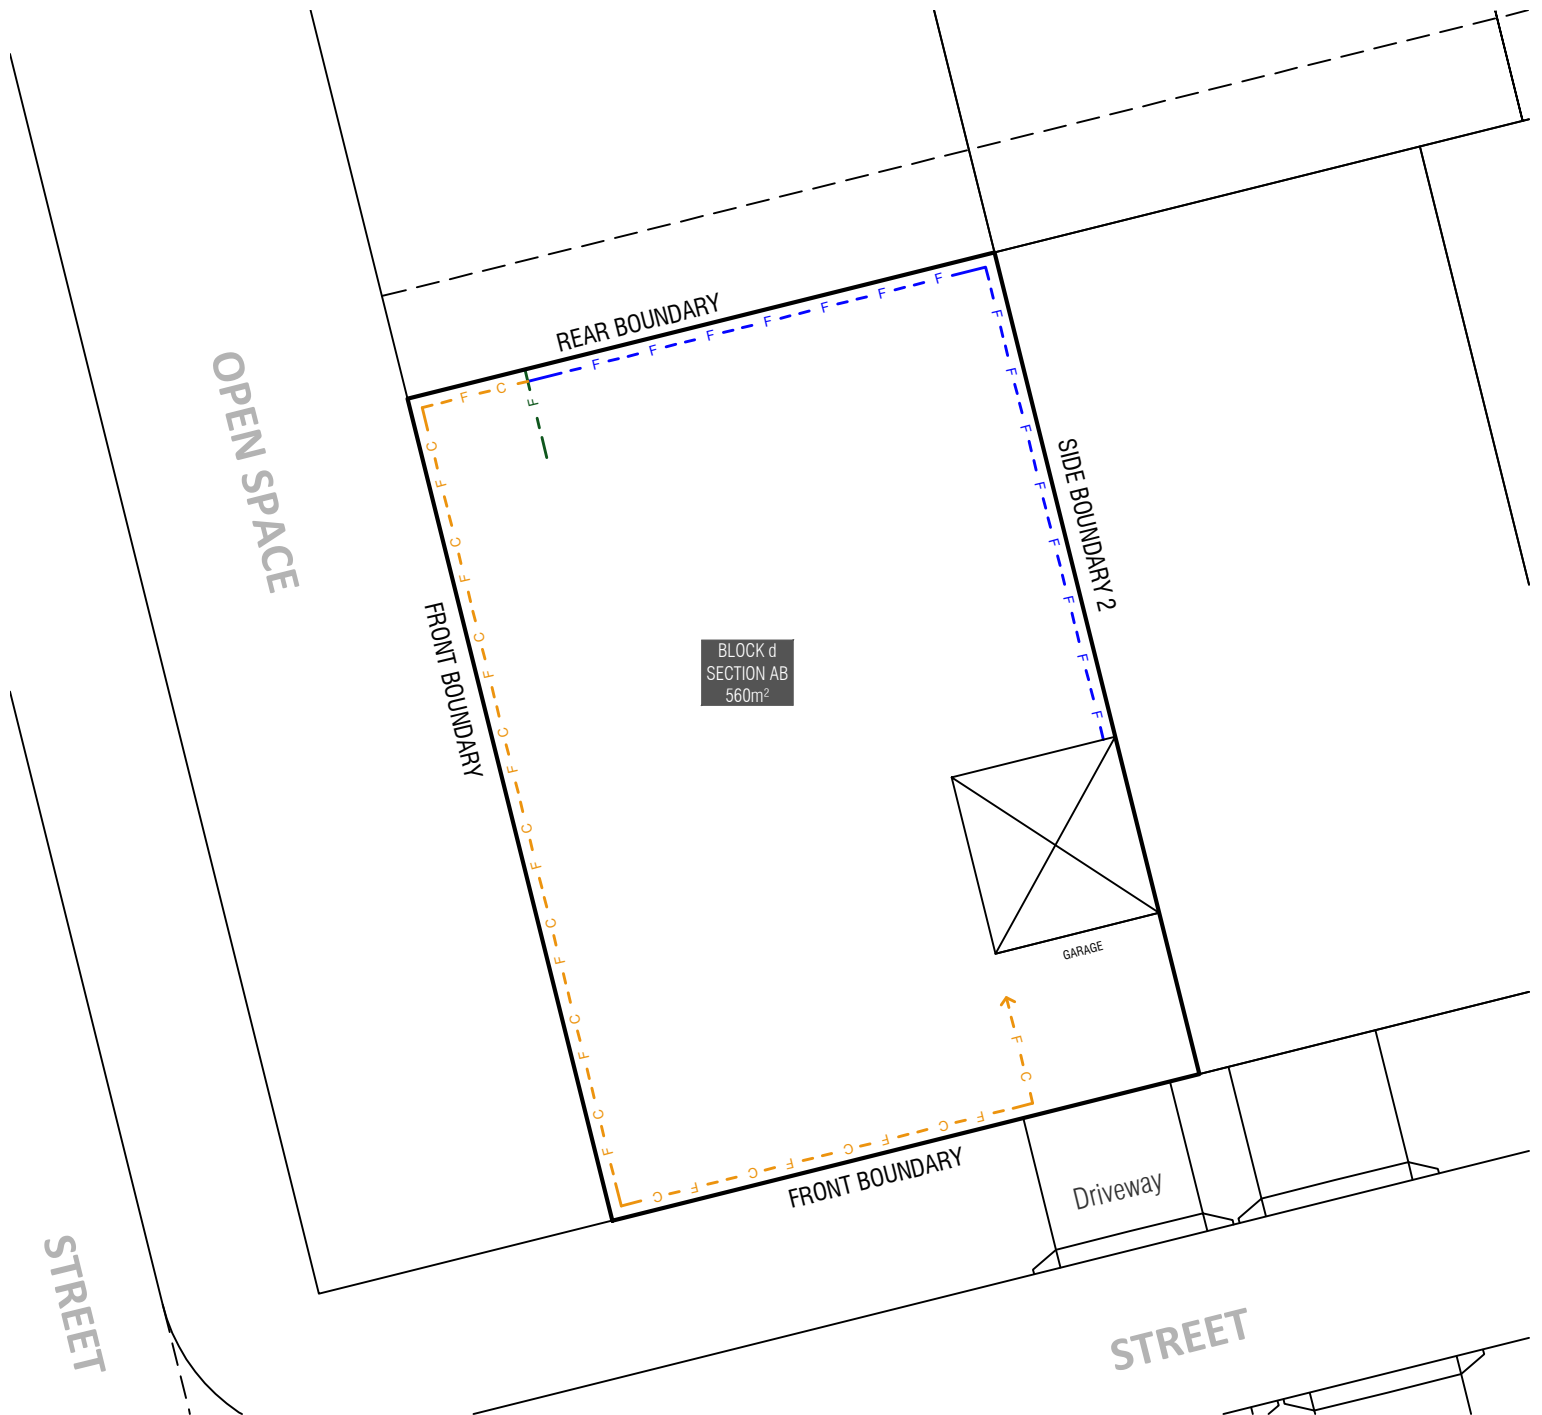 REAR BOUNDARY
F F F F F F F
F C
F
OPEN SPACE
C F C F C F C F C F C F C F C F
FRONT BOUNDARY
F F F F F F F F
SIDE BOUNDARY 2
BLOCK d
SECTION AB
560m²
GARAGE
F C
C F C F C F C F
FRONT BOUNDARY
Driveway
STREET
STREET